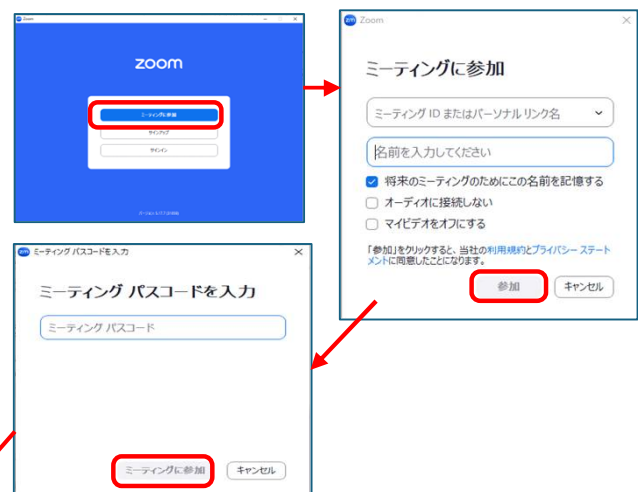 Zoom
zoom
ミーティングに参加
サインアップ
サインイン
zm Zoom
ミーティングに参加
ミーティング ID またはパーソナル リンク名
名前を入力してください
将来のミーティングのためにこの名前を記憶する
オーディオに接続しない
マイビデオをオフにする
「参加」をクリックすると、当社の利用規約とプライバシー ステート
メントに同意したことになります。
参加 キャンセル
zm ミーティング パスコードを入力
ミーティング パスコードを入力
ミーティング パスコード
ミーティングに参加 キャンセル